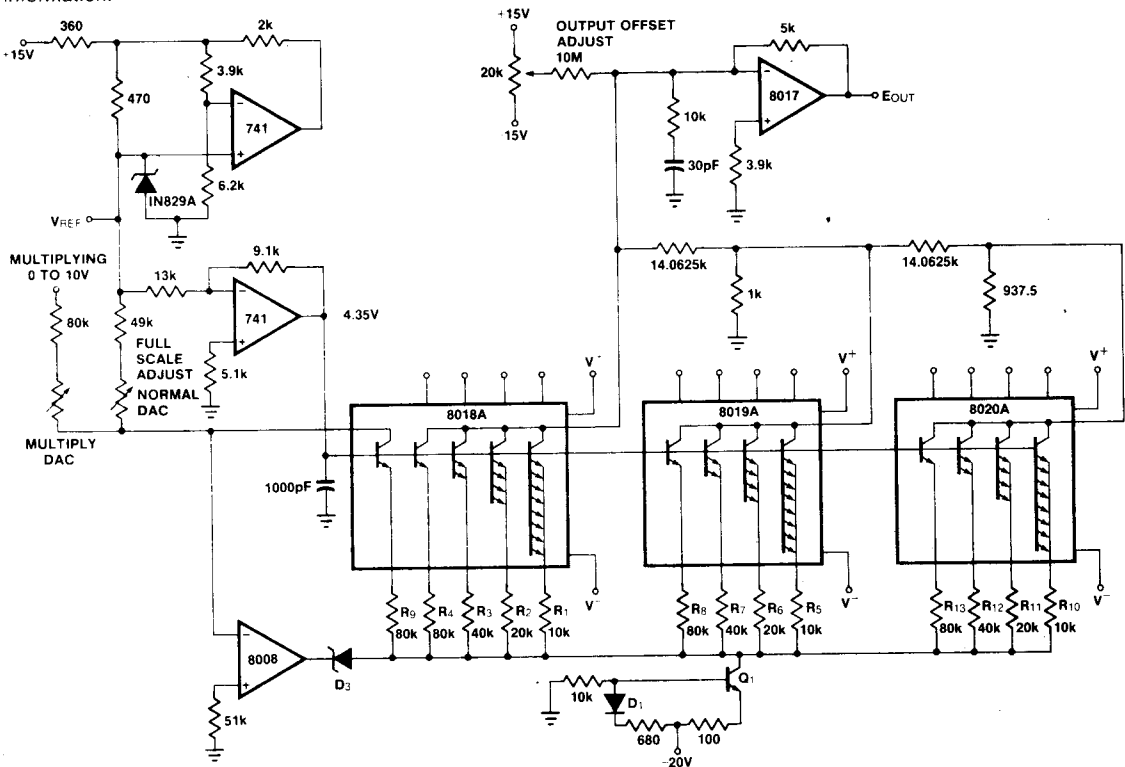 information.
360
+15V
2k
3.9k
470
741
6.2k
IN829A
VREF
MULTIPLYING
0 TO 10V
80k
13k
9.1k
741
4.35V
49k
FULL
SCALE
ADJUST
5.1k
NORMAL
DAC
MULTIPLY
DAC
1000pF
+15V
OUTPUT OFFSET
ADJUST
10M
20k
-15V
5k
8017
EOUT
10k
30pF
3.9k
14.0625k
1k
14.0625k
937.5
V-
8018A
V+
8019A
V+
8020A
V-
V-
V-
R9
80k
R4
80k
R3
40k
R2
20k
R1
10k
R8
80k
R7
40k
R6
20k
R5
10k
R13
80k
R12
40k
R11
20k
R10
10k
8008
D3
51k
10k
D1
Q1
680
100
-20V